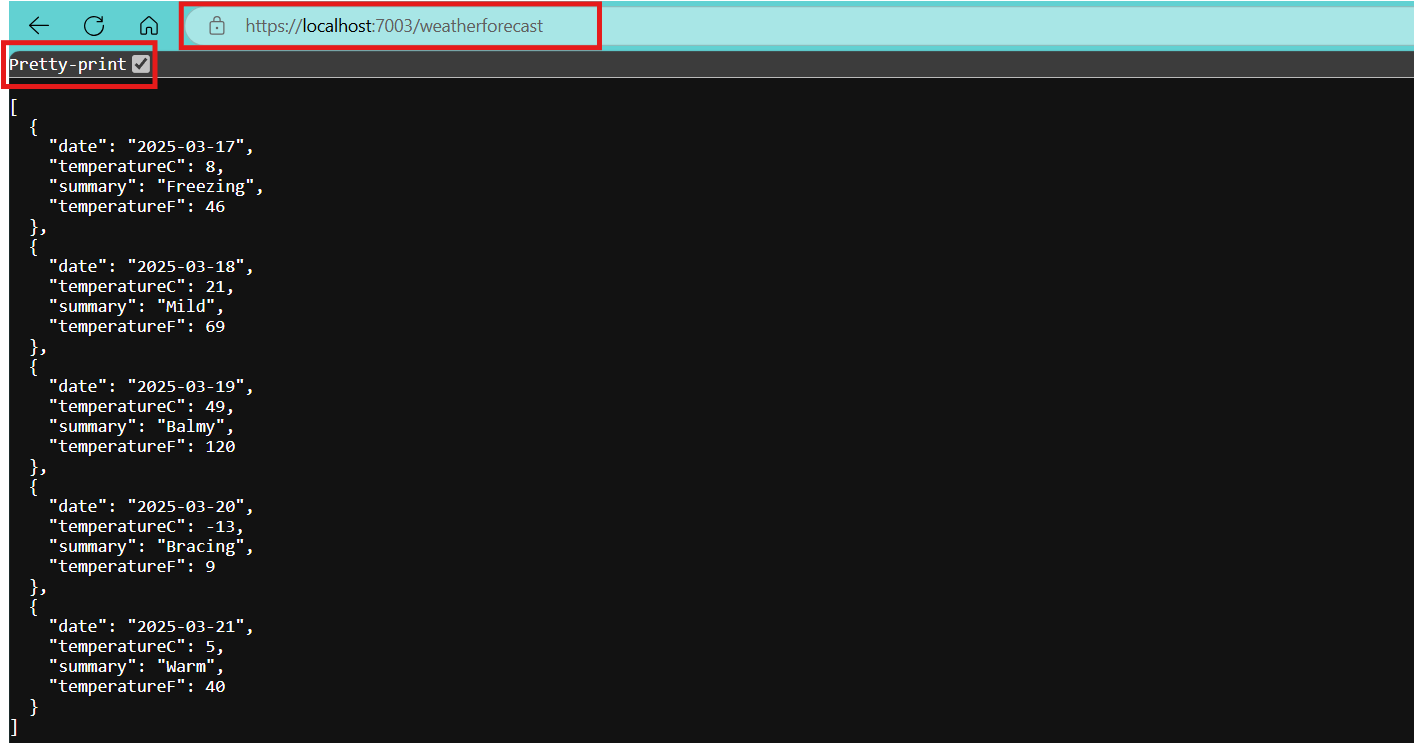 https://localhost:7003/weatherforecast
Pretty-print
[
  {
    "date": "2025-03-17",
    "temperatureC": 8,
    "summary": "Freezing",
    "temperatureF": 46
  },
  {
    "date": "2025-03-18",
    "temperatureC": 21,
    "summary": "Mild",
    "temperatureF": 69
  },
  {
    "date": "2025-03-19",
    "temperatureC": 49,
    "summary": "Balmy",
    "temperatureF": 120
  },
  {
    "date": "2025-03-20",
    "temperatureC": -13,
    "summary": "Bracing",
    "temperatureF": 9
  },
  {
    "date": "2025-03-21",
    "temperatureC": 5,
    "summary": "Warm",
    "temperatureF": 40
  }
]